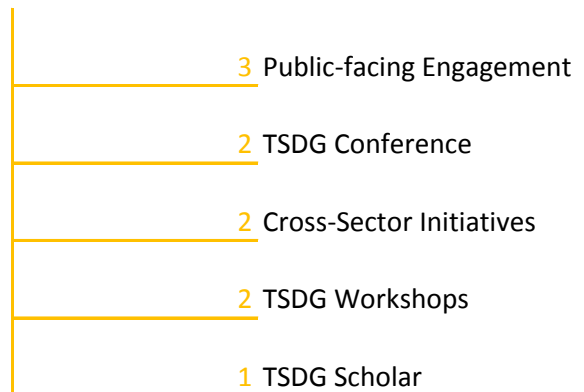 3 Public-facing Engagement
2 TSDG Conference
2 Cross-Sector Initiatives
2 TSDG Workshops
1 TSDG Scholar